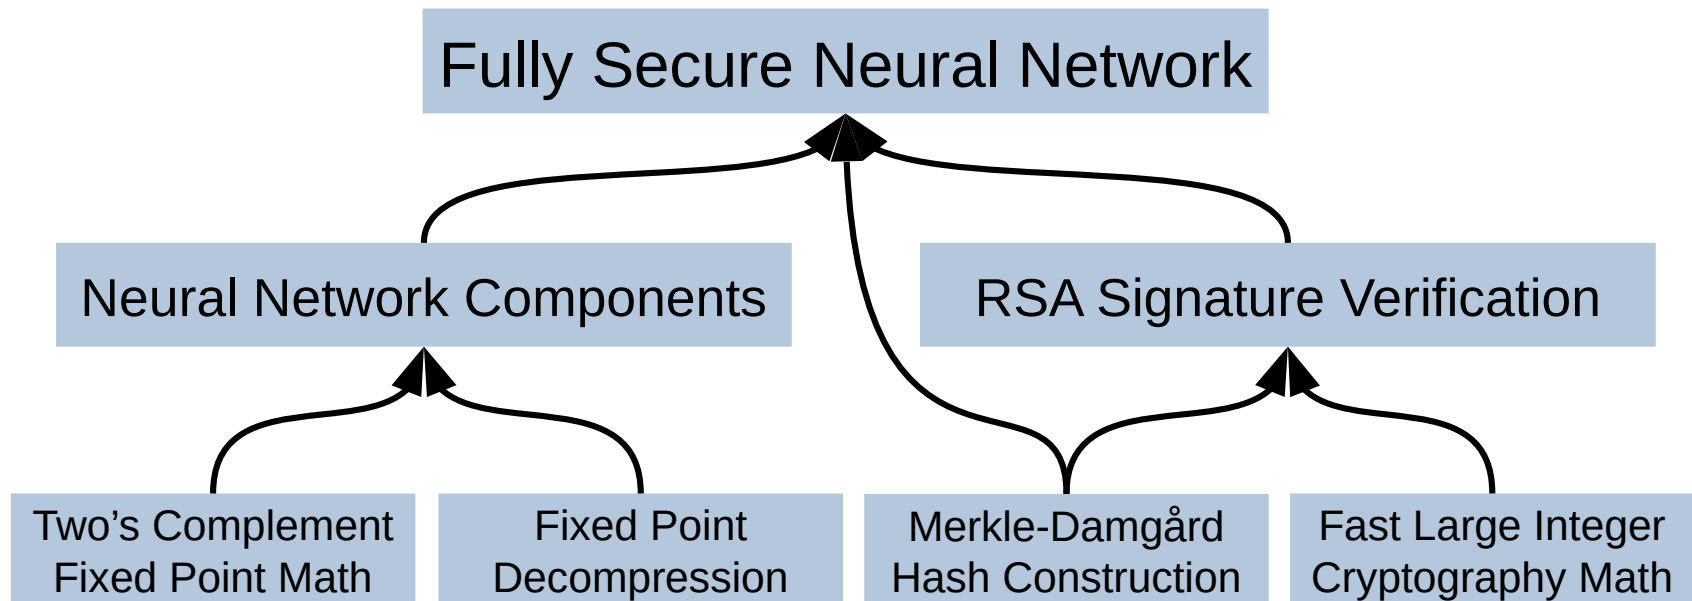 Fully Secure Neural Network
Neural Network Components
RSA Signature Verification
Two’s Complement
Fixed Point Math
Fixed Point
Decompression
Merkle-Damgård
Hash Construction
Fast Large Integer
Cryptography Math